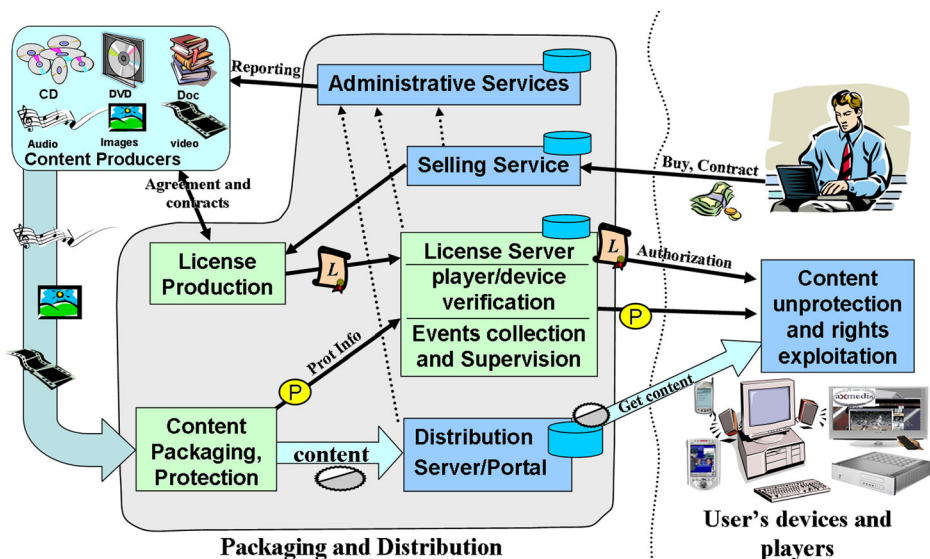 CD
DVD
Doc
Audio
Images
video
Content Producers
Reporting
Administrative Services
Selling Service
Buy, Contract
Agreement and
contracts
License
Production
L
License Server
player/device
verification
Events collection
and Supervision
L
Authorization
P
Content
unprotection
and rights
exploitation
Prot Info
P
Content
Packaging,
Protection
content
Distribution
Server/Portal
Get content
axmedis
User's devices and
players
Packaging and Distribution